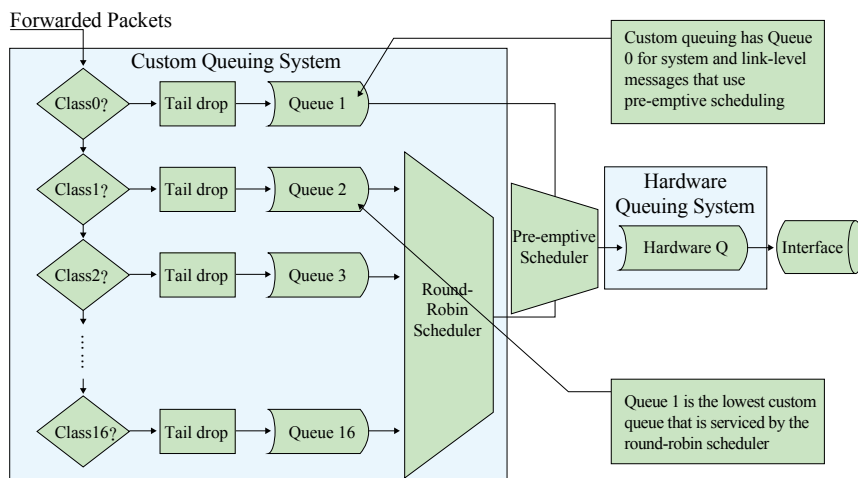 Forwarded Packets
Custom Queuing System
Class0?
Tail drop
Queue 1
Custom queuing has Queue
0 for system and link-level
messages that use
pre-emptive scheduling
Class1?
Tail drop
Queue 2
Class2?
Tail drop
Queue 3
Round-
Robin
Scheduler
Pre-emptive
Scheduler
Hardware
Queuing System
Hardware Q
Interface
......
Class16?
Tail drop
Queue 16
Queue 1 is the lowest custom
queue that is serviced by the
round-robin scheduler